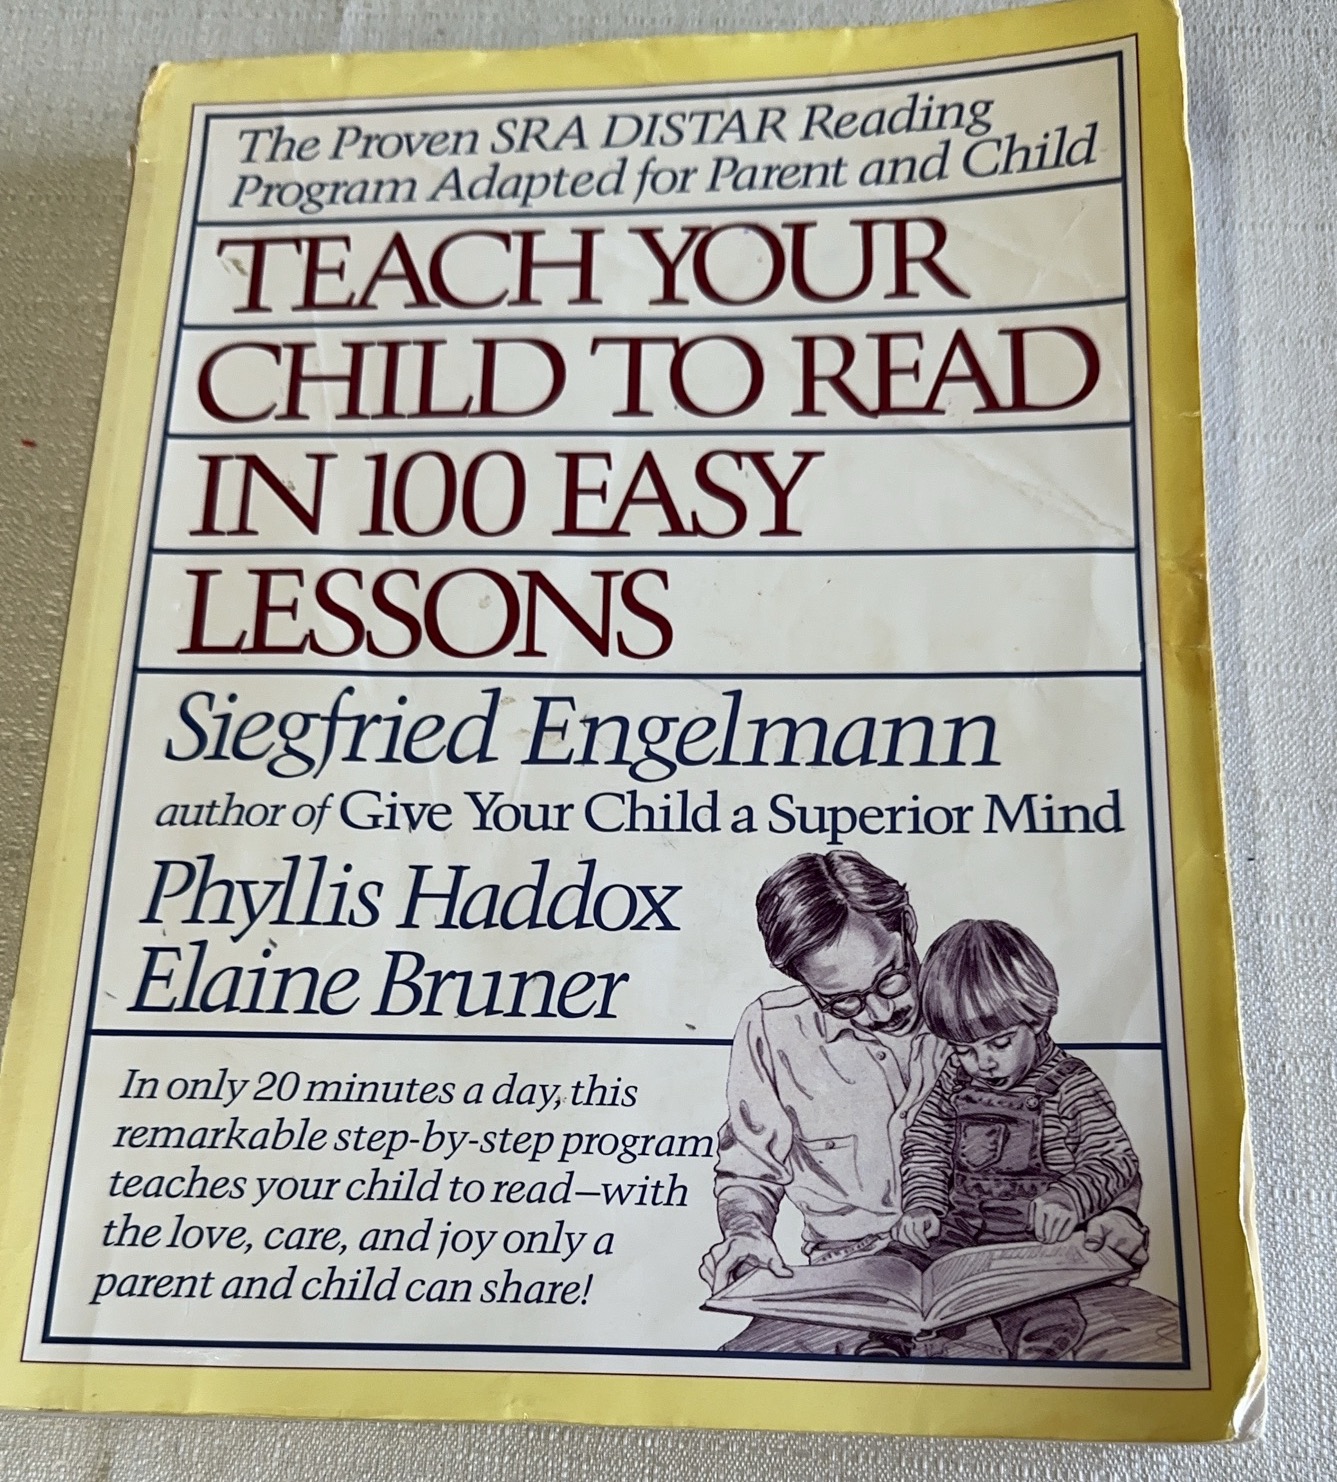 The Proven SRA DISTAR Reading
Program Adapted for Parent and Child
TEACH YOUR
CHILD TO READ
IN 100 EASY
LESSONS
Siegfried Engelmann
author of Give Your Child a Superior Mind
Phyllis Haddox
Elaine Bruner
In only 20 minutes a day, this
remarkable step-by-step program
teaches your child to read—with
the love, care, and joy only a
parent and child can share!